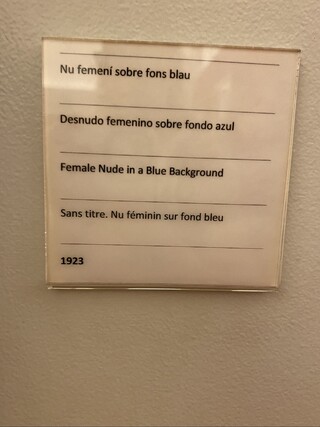 Nu femení sobre fons blau
Desnudo femenino sobre fondo azul
Female Nude in a Blue Background
Sans titre. Nu féminin sur fond bleu
1923